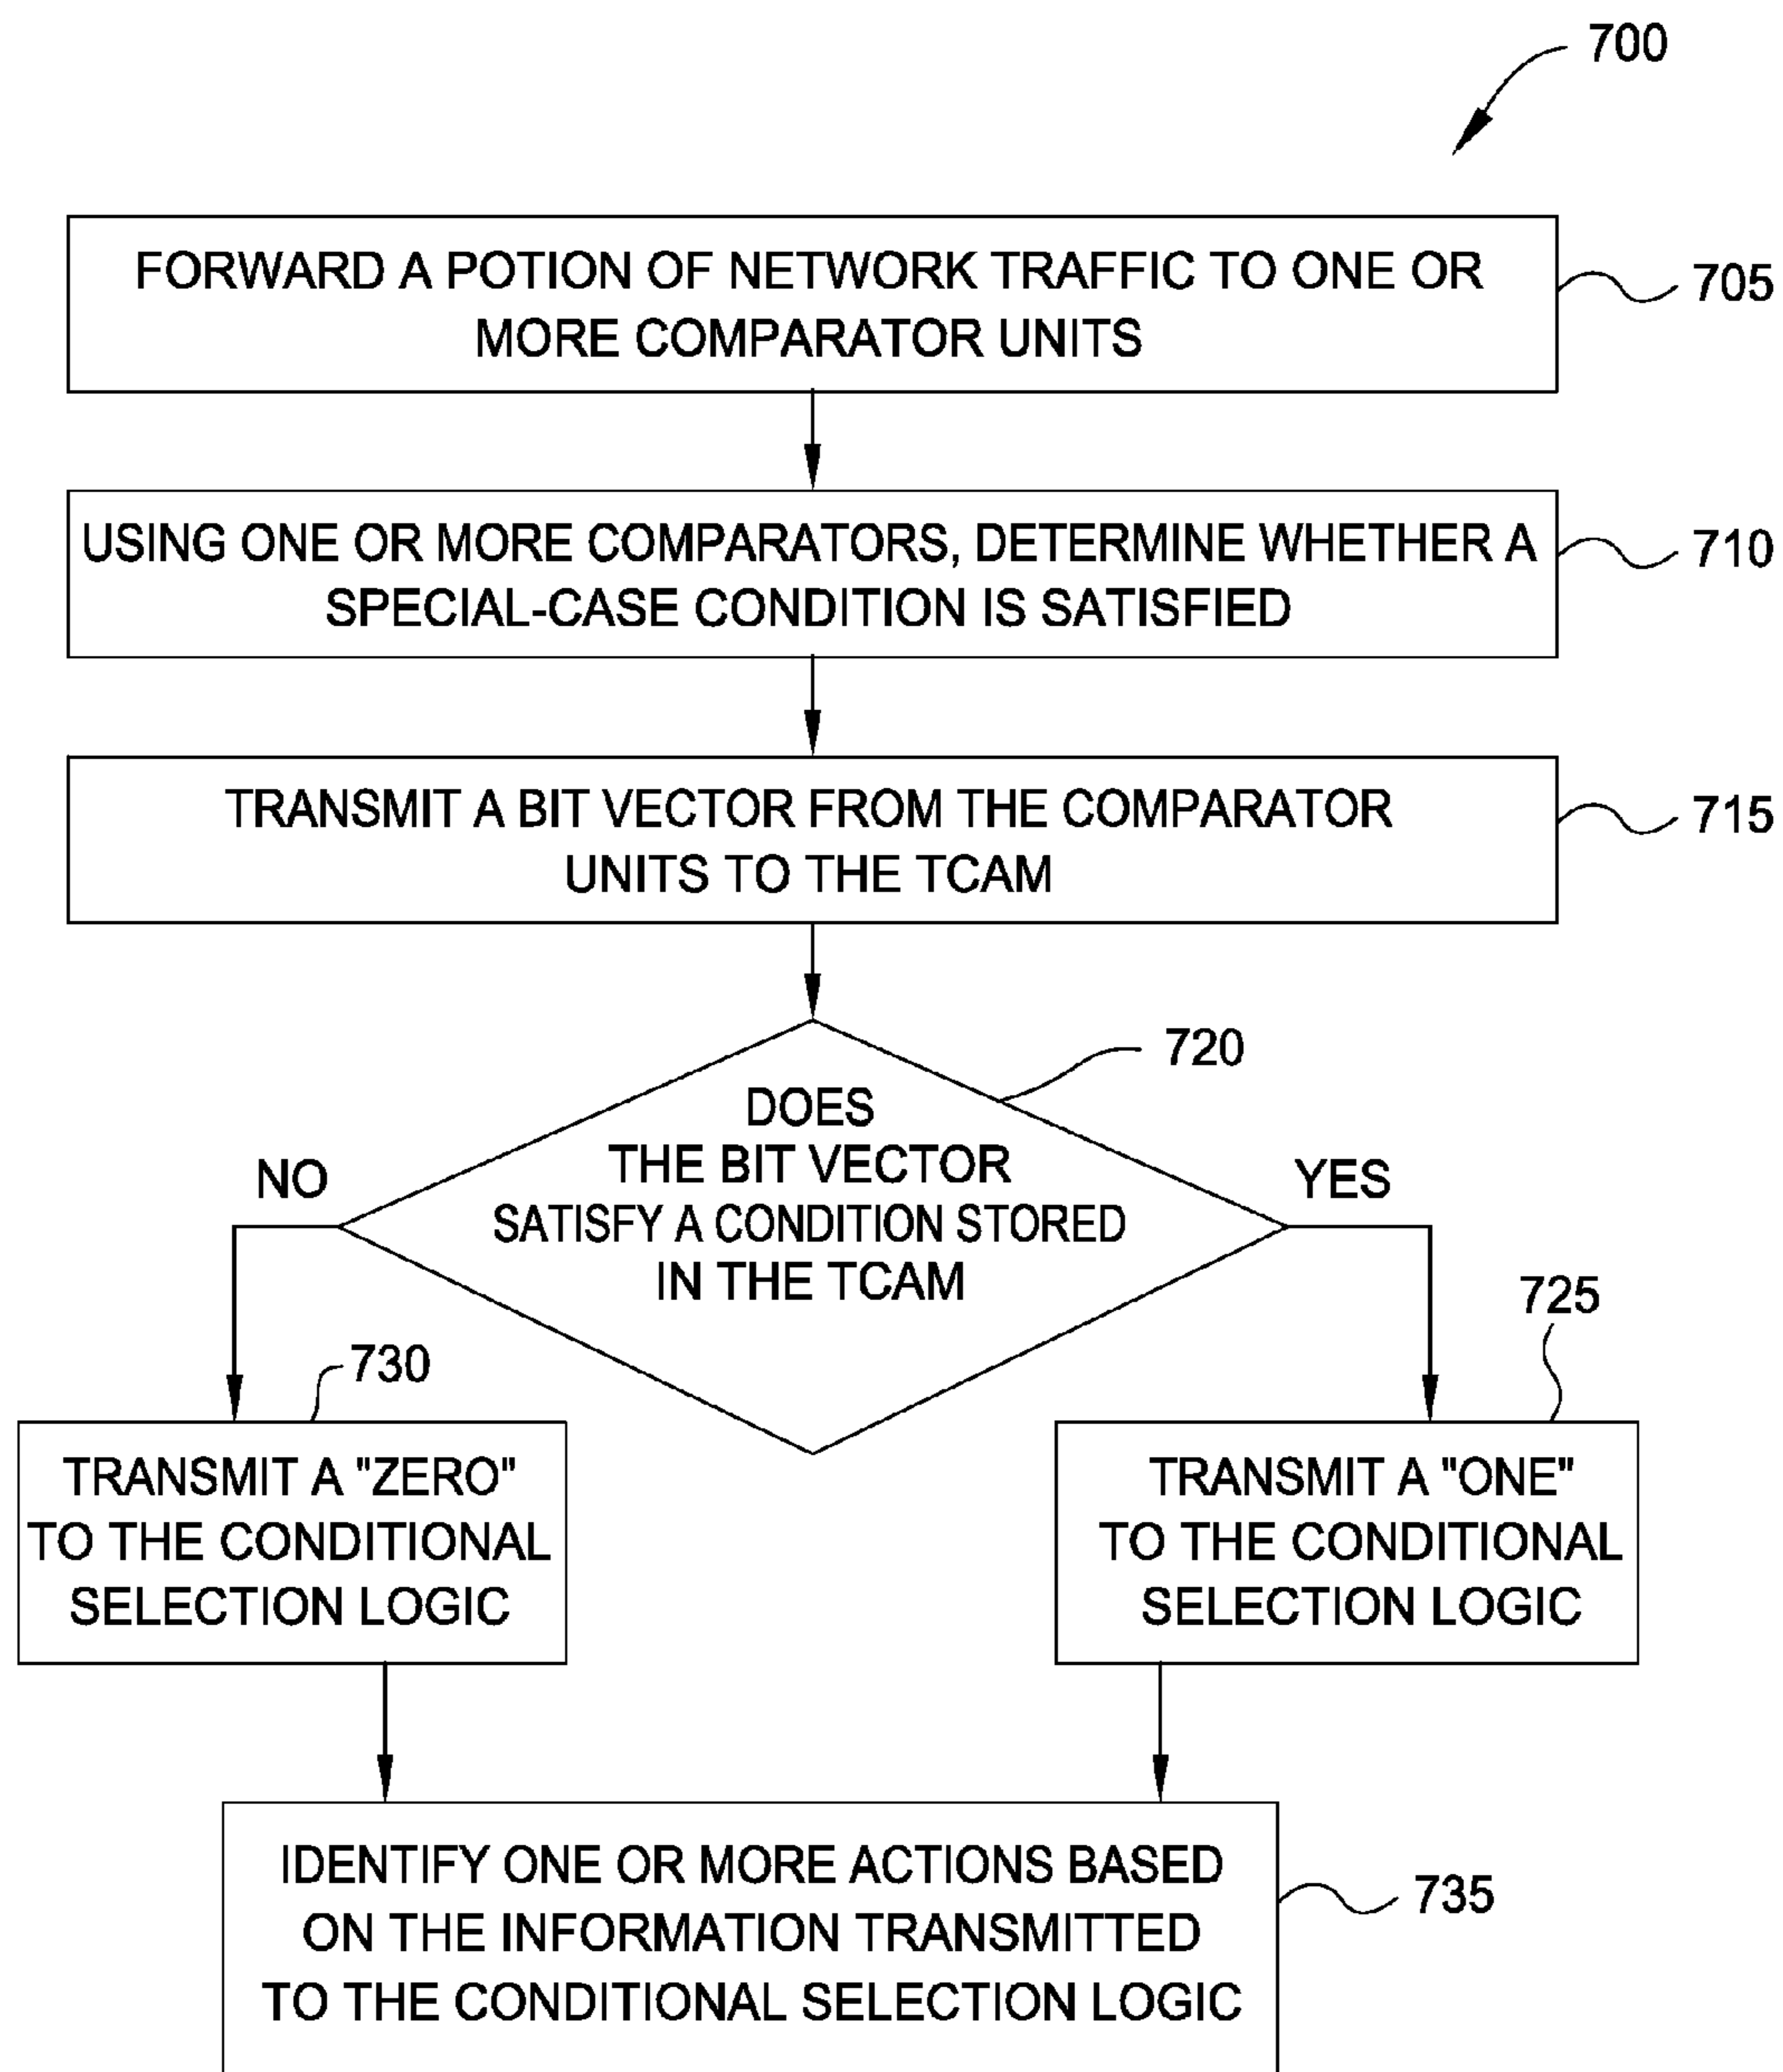 700
FORWARD A POTION OF NETWORK TRAFFIC TO ONE OR
MORE COMPARATOR UNITS
705
USING ONE OR MORE COMPARATORS, DETERMINE WHETHER A
SPECIAL-CASE CONDITION IS SATISFIED
710
TRANSMIT A BIT VECTOR FROM THE COMPARATOR
UNITS TO THE TCAM
715
720
DOES
THE BIT VECTOR
SATISFY A CONDITION STORED
IN THE TCAM
NO
YES
730
TRANSMIT A "ZERO"
TO THE CONDITIONAL
SELECTION LOGIC
725
TRANSMIT A "ONE"
TO THE CONDITIONAL
SELECTION LOGIC
IDENTIFY ONE OR MORE ACTIONS BASED
ON THE INFORMATION TRANSMITTED
TO THE CONDITIONAL SELECTION LOGIC
735